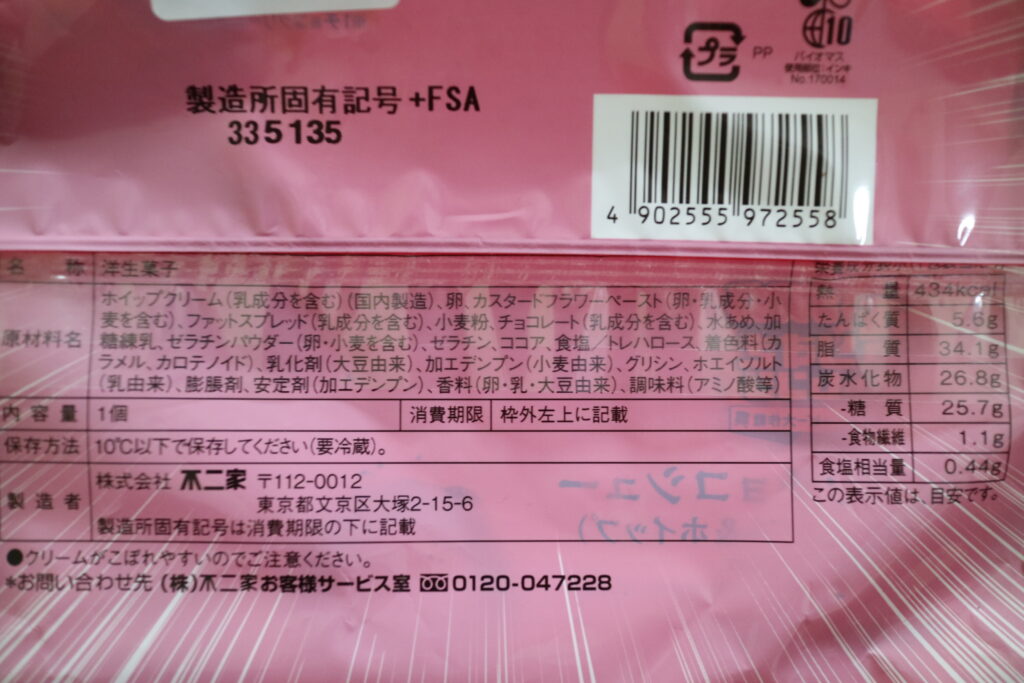 プラ
PP
10
バイオマス
使用部位:インキ
No.170014
製造所固有記号+FSA
335135
4 902555 972558
名 称 洋生菓子
原材料名
ホイップクリーム(乳成分を含む)(国内製造)、卵、カスタードフラワーペースト(卵・乳成分・小
麦を含む)、ファットスプレッド(乳成分を含む)、小麦粉、チョコレート(乳成分を含む)、水あめ、加
糖練乳、ゼラチンパウダー(卵・小麦を含む)、ゼラチン、ココア、食塩/トレハロース、着色料(カ
ラメル、カロテノイド)、乳化剤(大豆由来)、加工デンプン(小麦由来)、グリシン、ホエイソルト
(乳由来)、膨脹剤、安定剤(加工デンプン)、香料(卵・乳・大豆由来)、調味料(アミノ酸等)
内容量 1個 消費期限 枠外左上に記載
保存方法 10℃以下で保存してください(要冷蔵)。
製造者
株式会社 不二家 〒112-0012
東京都文京区大塚2-15-6
製造所固有記号は消費期限の下に記載
●クリームがこぼれやすいのでご注意ください。
*お問い合わせ先 (株)不二家お客様サービス室 0120-047228
熱 量 434kcal
たんぱく質 5.6g
脂 質 34.1g
炭水化物 26.8g
-糖 質 25.7g
-食物繊維 1.1g
食塩相当量 0.44g
この表示値は、目安です。